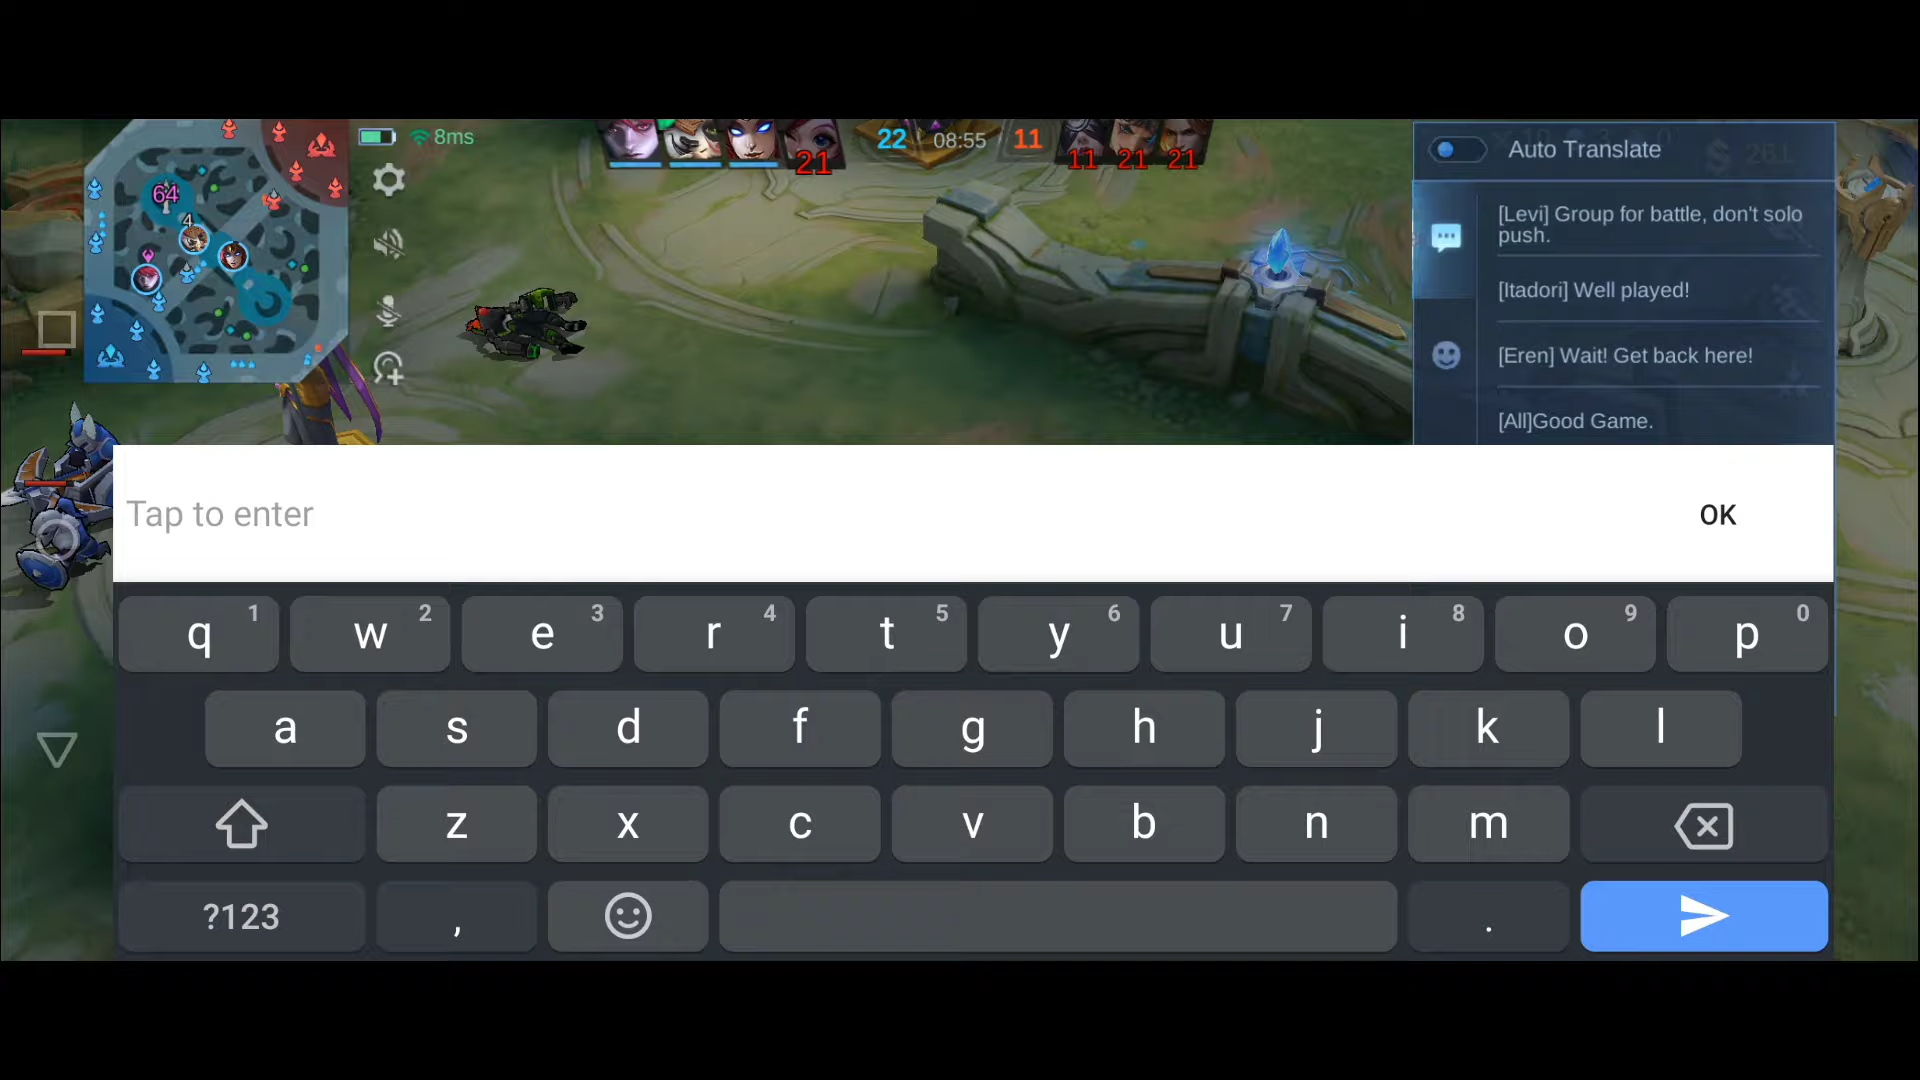 8ms
22
08:55
11
21
11
21
21
Auto Translate
261
64
4
[Levi] Group for battle, don't solo
push.
[Itadori] Well played!
[Eren] Wait! Get back here!
[All]Good Game.
Tap to enter
OK
q 1 w 2 e 3 r 4 t 5 y 6 u 7 i 8 o 9 p 0
a s d f g h j k l
z x c v b n m
?123 , .